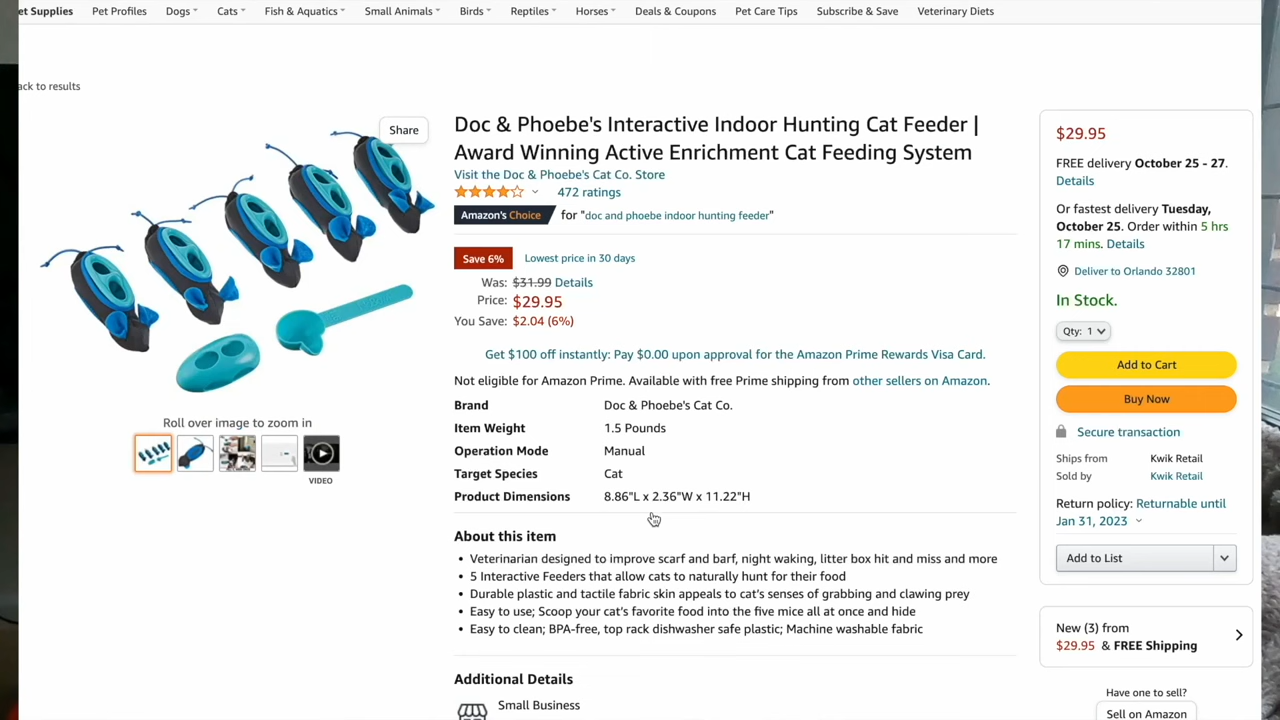 et Supplies Pet Profiles Dogs Cats Fish & Aquatics Small Animals Birds Reptiles Horses Deals & Coupons Pet Care Tips Subscribe & Save Veterinary Diets
ack to results
Share
Doc & Phoebe's Interactive Indoor Hunting Cat Feeder |
Award Winning Active Enrichment Cat Feeding System
Visit the Doc & Phoebe's Cat Co. Store
472 ratings
Amazon's Choice for "doc and phoebe indoor hunting feeder"
Save 6% Lowest price in 30 days
Was: $31.99 Details
Price: $29.95
You Save: $2.04 (6%)
Get $100 off instantly: Pay $0.00 upon approval for the Amazon Prime Rewards Visa Card.
Not eligible for Amazon Prime. Available with free Prime shipping from other sellers on Amazon.
Brand Doc & Phoebe's Cat Co.
Item Weight 1.5 Pounds
Operation Mode Manual
Target Species Cat
Product Dimensions 8.86"L x 2.36"W x 11.22"H
Roll over image to zoom in
VIDEO
About this item
• Veterinarian designed to improve scarf and barf, night waking, litter box hit and miss and more
• 5 Interactive Feeders that allow cats to naturally hunt for their food
• Durable plastic and tactile fabric skin appeals to cat's senses of grabbing and clawing prey
• Easy to use; Scoop your cat's favorite food into the five mice all at once and hide
• Easy to clean; BPA-free, top rack dishwasher safe plastic; Machine washable fabric
Additional Details
Small Business
$29.95
FREE delivery October 25 - 27.
Details
Or fastest delivery Tuesday,
October 25. Order within 5 hrs
17 mins. Details
Deliver to Orlando 32801
In Stock.
Qty: 1
Add to Cart
Buy Now
Secure transaction
Ships from Kwik Retail
Sold by Kwik Retail
Return policy: Returnable until
Jan 31, 2023
Add to List
New (3) from
$29.95 & FREE Shipping
Have one to sell?
Sell on Amazon